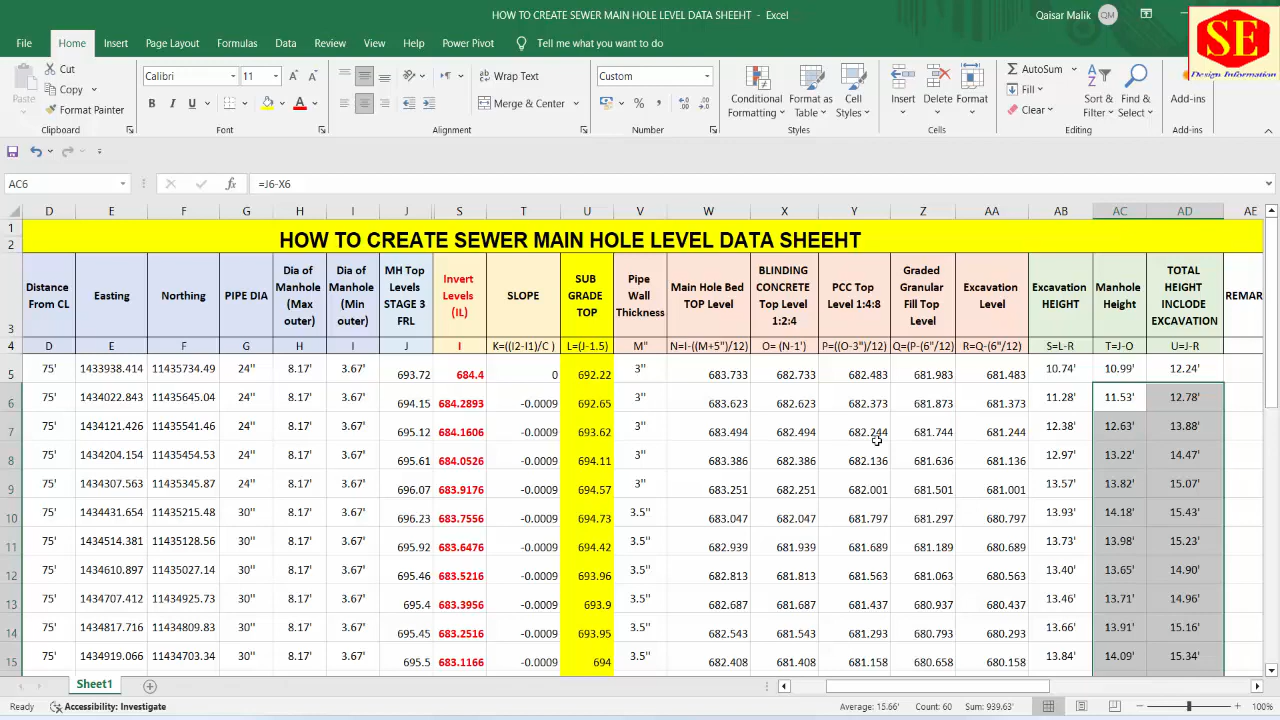 HOW TO CREATE SEWER MAIN HOLE LEVEL DATA SHEEHT - Excel
Qaisar Malik QM
SE
Design Information
File Home Insert Page Layout Formulas Data Review View Help Power Pivot Tell me what you want to do
Paste Cut Copy Format Painter Clipboard
Calibri 11 B I U A Font
Wrap Text Merge & Center Alignment
Custom % Number
Conditional Formatting Format as Table Cell Styles Styles
Insert Delete Format Cells
AutoSum Fill Clear Sort & Filter Find & Select Editing
Add-ins Add-ins
AC6 fx =J6-X6
D E F G H I J S T U V W X Y Z AA AB AC AD AE
1 HOW TO CREATE SEWER MAIN HOLE LEVEL DATA SHEEHT
2
3 Distance From CL Easting Northing PIPE DIA Dia of Manhole (Max outer) Dia of Manhole (Min outer) MH Top Levels STAGE 3 FRL Invert Levels (IL) SLOPE SUB GRADE TOP Pipe Wall Thickness Main Hole Bed TOP Level BLINDING CONCRETE Top Level 1:2:4 PCC Top Level 1:4:8 Graded Granular Fill Top Level Excavation Level Excavation HEIGHT Manhole Height TOTAL HEIGHT INCLUDE EXCAVATION REMAR
4 D E F G H I J I K=((I2-I1)/C ) L=(J-1.5) M" N=I-((M+5")/12) O= (N-1') P=((O-3")/12) Q=(P-(6"/12) R=Q-(6"/12) S=L-R T=J-O U=J-R
5 75' 1433938.414 11435734.49 24" 8.17' 3.67' 693.72 684.4 0 692.22 3" 683.733 682.733 682.483 681.983 681.483 10.74' 10.99' 12.24'
6 75' 1434022.843 11435645.04 24" 8.17' 3.67' 694.15 684.2893 -0.0009 692.65 3" 683.623 682.623 682.373 681.873 681.373 11.28' 11.53' 12.78'
7 75' 1434121.426 11435541.46 24" 8.17' 3.67' 695.12 684.1606 -0.0009 693.62 3" 683.494 682.494 682.244 681.744 681.244 12.38' 12.63' 13.88'
8 75' 1434204.154 11435454.53 24" 8.17' 3.67' 695.61 684.0526 -0.0009 694.11 3" 683.386 682.386 682.136 681.636 681.136 12.97' 13.22' 14.47'
9 75' 1434307.563 11435345.87 24" 8.17' 3.67' 696.07 683.9176 -0.0009 694.57 3" 683.251 682.251 682.001 681.501 681.001 13.57' 13.82' 15.07'
10 75' 1434431.654 11435215.48 30" 8.17' 3.67' 696.23 683.7556 -0.0009 694.73 3.5" 683.047 682.047 681.797 681.297 680.797 13.93' 14.18' 15.43'
11 75' 1434514.381 11435128.56 30" 8.17' 3.67' 695.92 683.6476 -0.0009 694.42 3.5" 682.939 681.939 681.689 681.189 680.689 13.73' 13.98' 15.23'
12 75' 1434610.897 11435027.14 30" 8.17' 3.67' 695.46 683.5216 -0.0009 693.96 3.5" 682.813 681.813 681.563 681.063 680.563 13.40' 13.65' 14.90'
13 75' 1434707.412 11434925.73 30" 8.17' 3.67' 695.4 683.3956 -0.0009 693.9 3.5" 682.687 681.687 681.437 680.937 680.437 13.46' 13.71' 14.96'
14 75' 1434817.716 11434809.83 30" 8.17' 3.67' 695.45 683.2516 -0.0009 693.95 3.5" 682.543 681.543 681.293 680.793 680.293 13.66' 13.91' 15.16'
15 75' 1434919.066 11434703.34 30" 8.17' 3.67' 695.5 683.1166 -0.0009 694 3.5" 682.408 681.408 681.158 680.658 680.158 13.84' 14.09' 15.34'
Sheet1
Ready Accessibility: Investigate Average: 15.66' Count: 60 Sum: 939.63' 100%